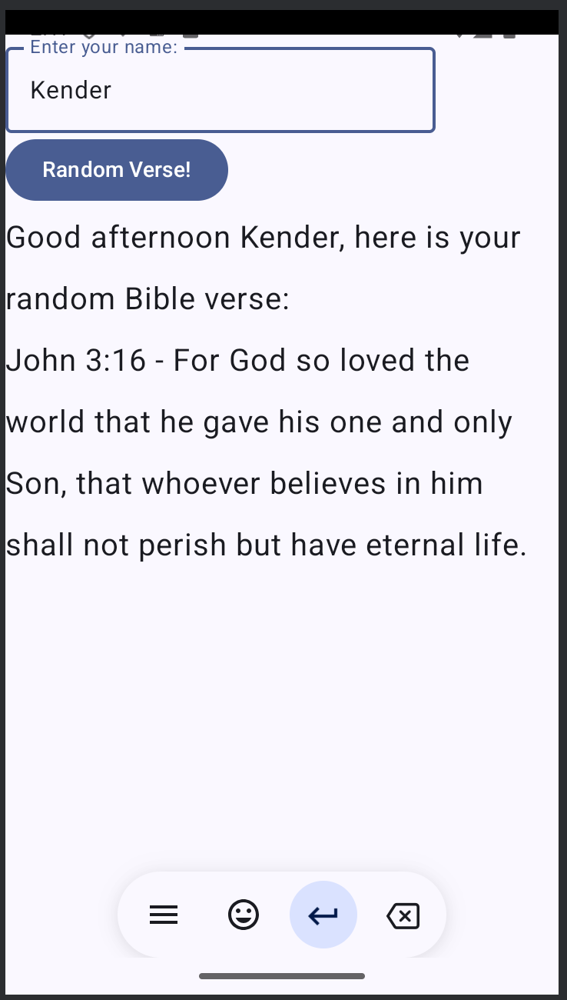 Enter your name:
Kender
Random Verse!
Good afternoon Kender, here is your
random Bible verse:
John 3:16 - For God so loved the
world that he gave his one and only
Son, that whoever believes in him
shall not perish but have eternal life.